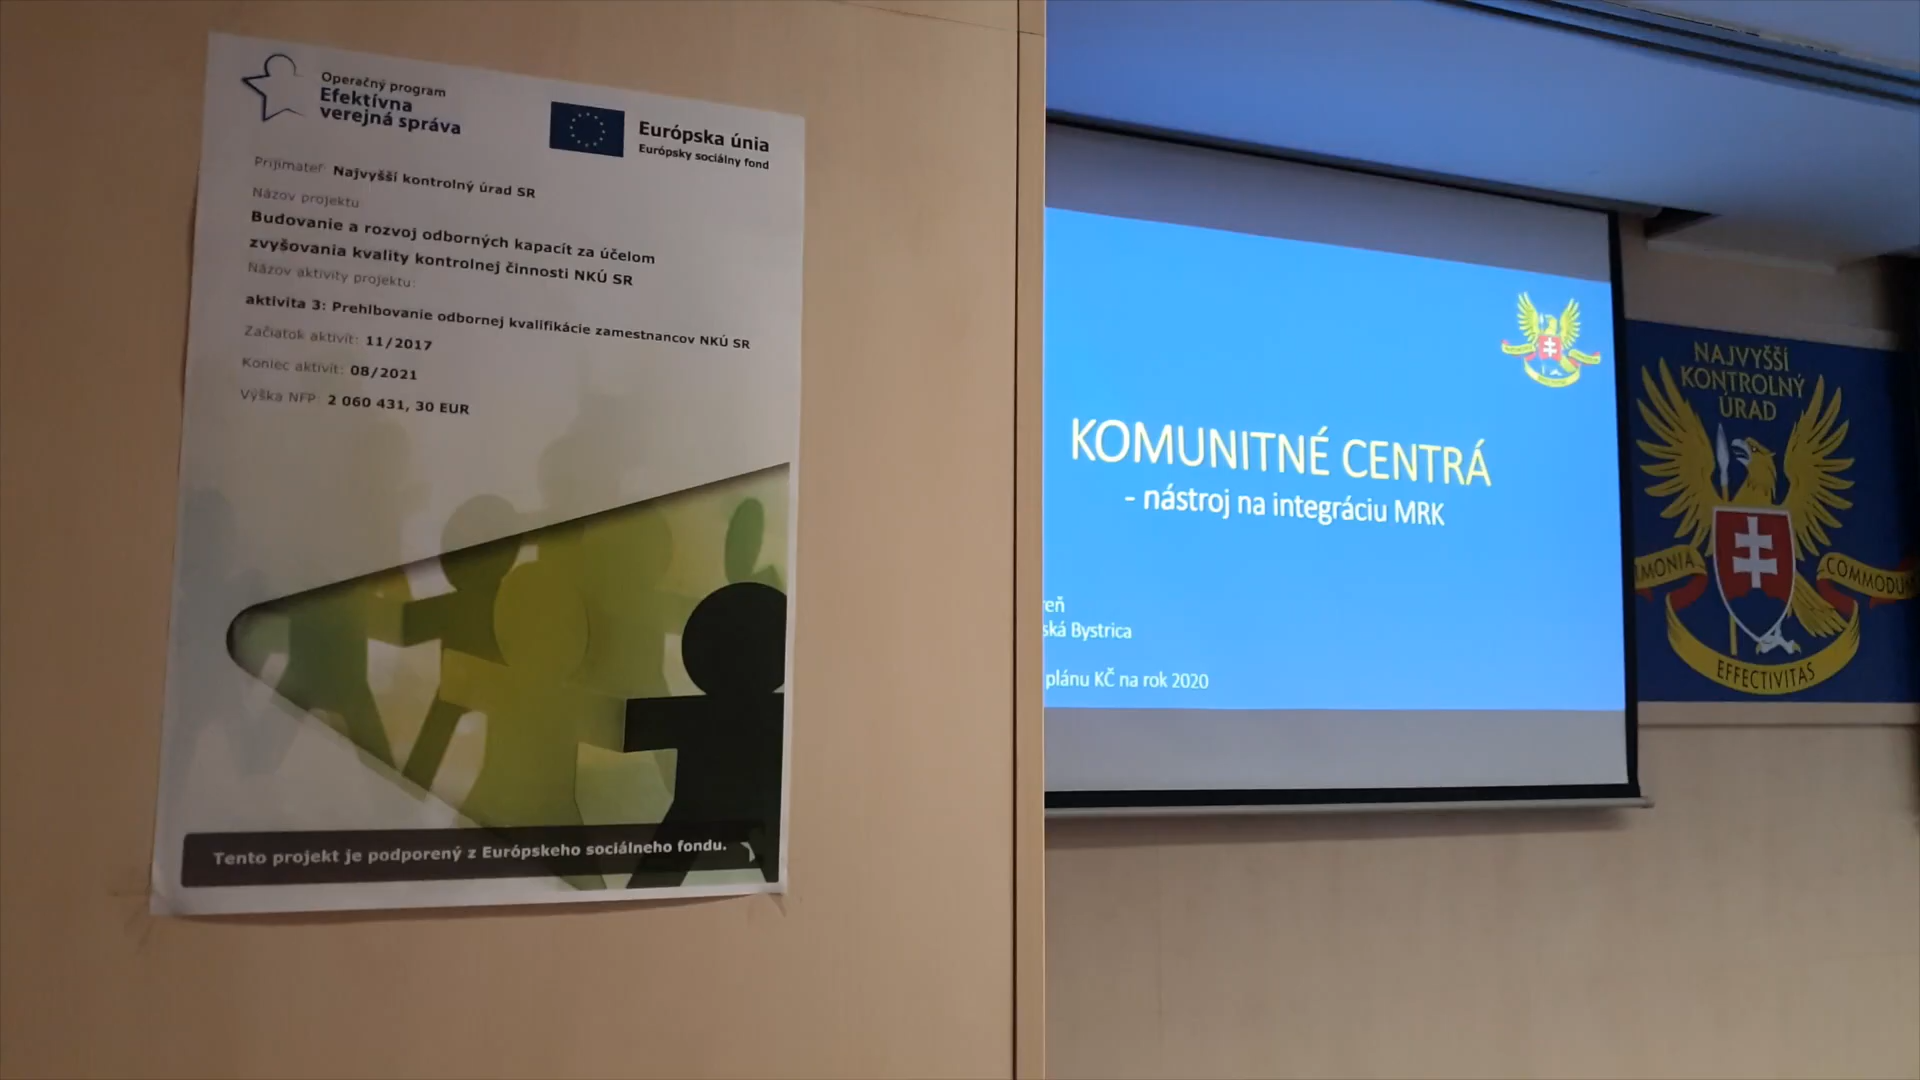 Operačný program
Efektívna
verejná správa
Európska únia
Európsky sociálny fond
Prijímateľ: Najvyšší kontrolný úrad SR
Názov projektu
Budovanie a rozvoj odborných kapacít za účelom
zvyšovania kvality kontrolnej činnosti NKÚ SR
Názov aktivity projektu:
aktivita 3: Prehlbovanie odbornej kvalifikácie zamestnancov NKÚ SR
Začiatok aktivít: 11/2017
Koniec aktivít: 08/2021
Výška NFP: 2 060 431, 30 EUR
Tento projekt je podporený z Európskeho sociálneho fondu.
KOMUNITNÉ CENTRÁ
- nástroj na integráciu MRK
reň
ská Bystrica
plánu KČ na rok 2020
NAJVYŠŠÍ
KONTROLNÝ
ÚRAD
MONIA
COMMODUM
EFFECTIVITAS